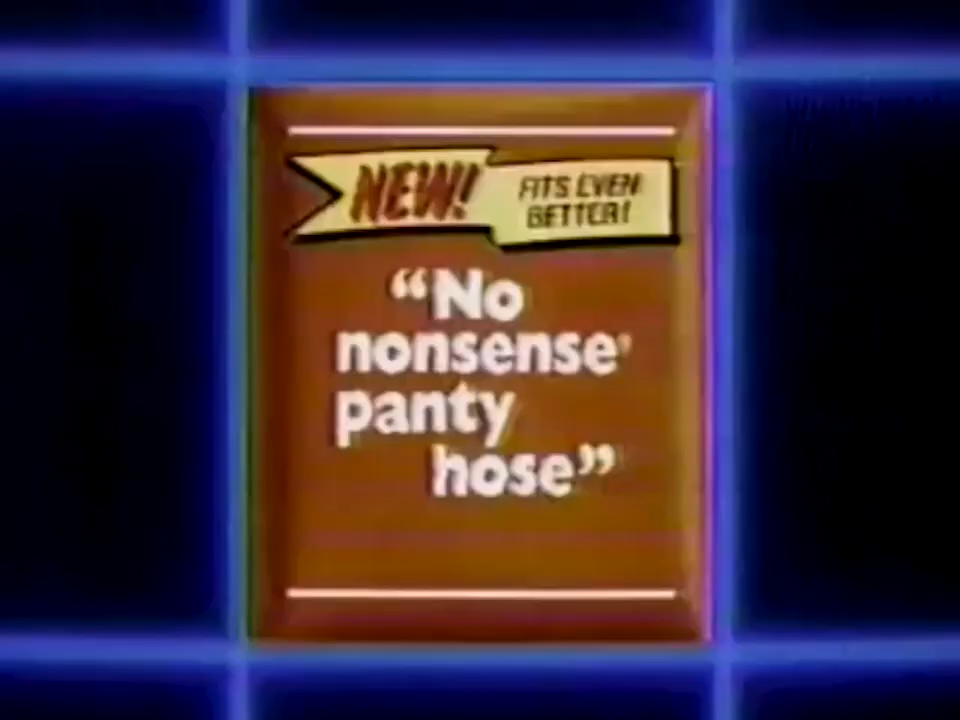 NEW!
FITS EVEN
BETTER!
“No
nonsense®
panty
hose”